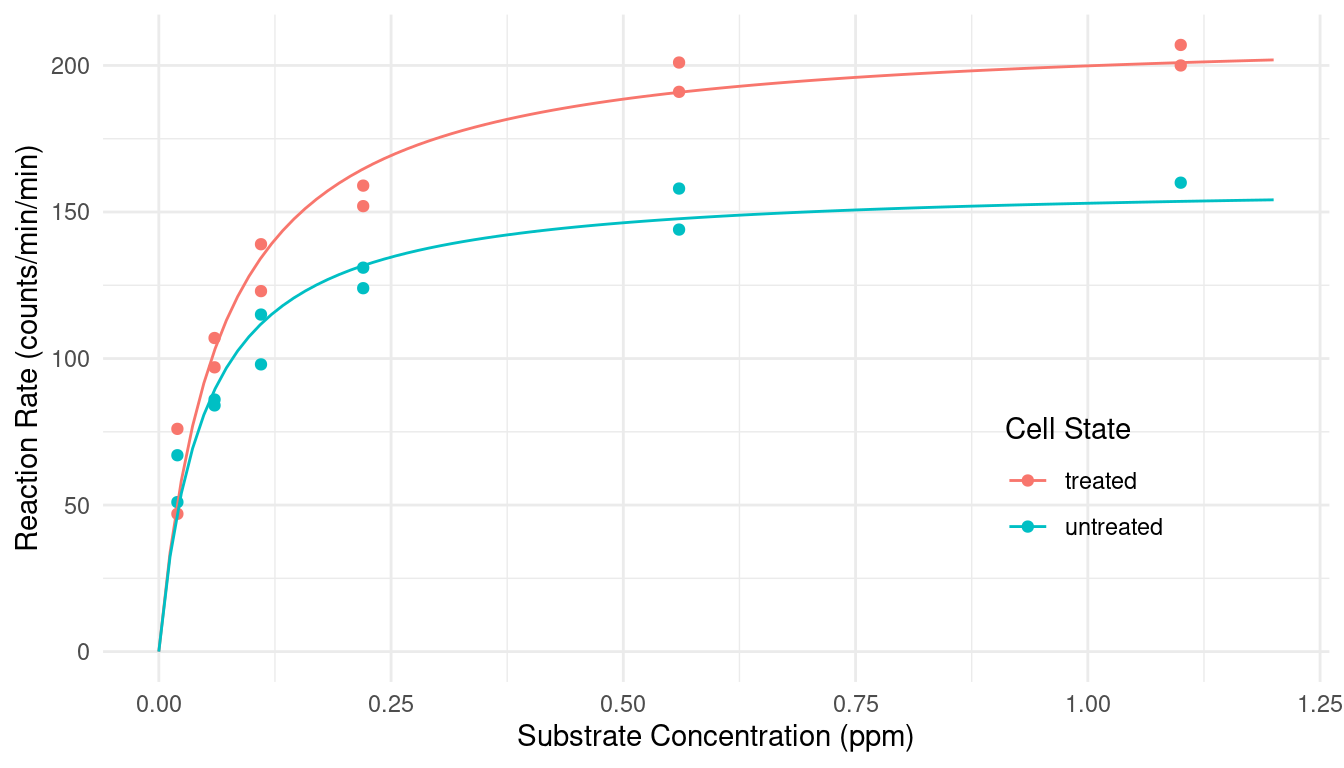 Reaction Rate (counts/min/min)
200
150
100
50
0
Cell State
treated
untreated
0.00 0.25 0.50 0.75 1.00 1.25
Substrate Concentration (ppm)